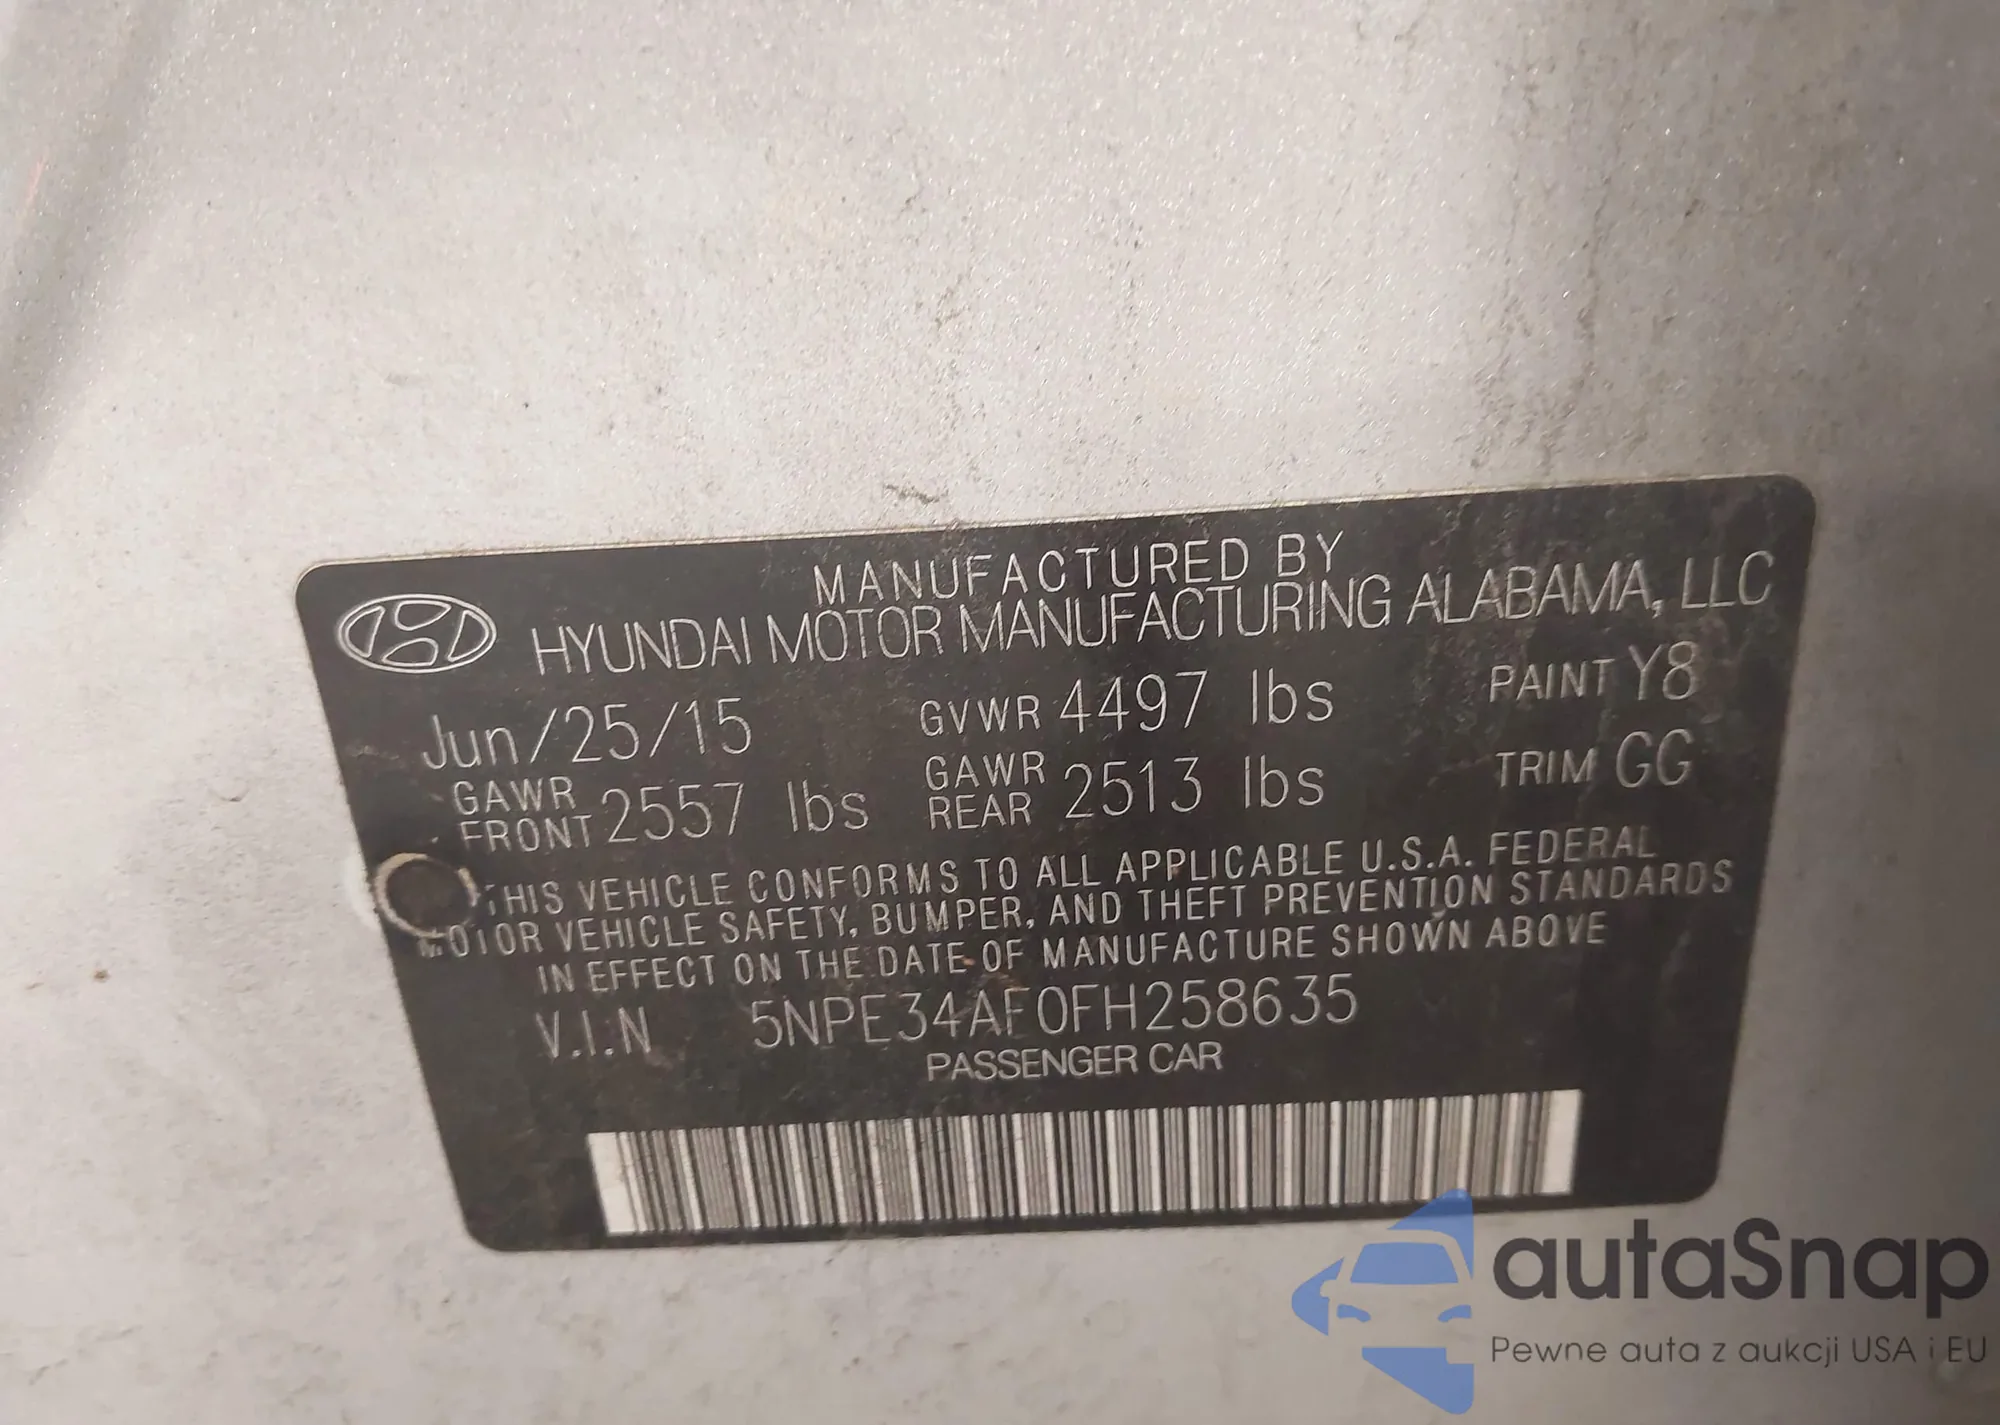 MANUFACTURED BY
HYUNDAI MOTOR MANUFACTURING ALABAMA, LLC
Jun/25/15 GVWR 4497 lbs PAINT Y8
GAWR FRONT 2557 lbs GAWR REAR 2513 lbs TRIM GG
THIS VEHICLE CONFORMS TO ALL APPLICABLE U.S.A. FEDERAL
MOTOR VEHICLE SAFETY, BUMPER, AND THEFT PREVENTION STANDARDS
IN EFFECT ON THE DATE OF MANUFACTURE SHOWN ABOVE
V.I.N 5NPE34AF0FH258635
PASSENGER CAR
autaSnap
Pewne auta z aukcji USA i EU